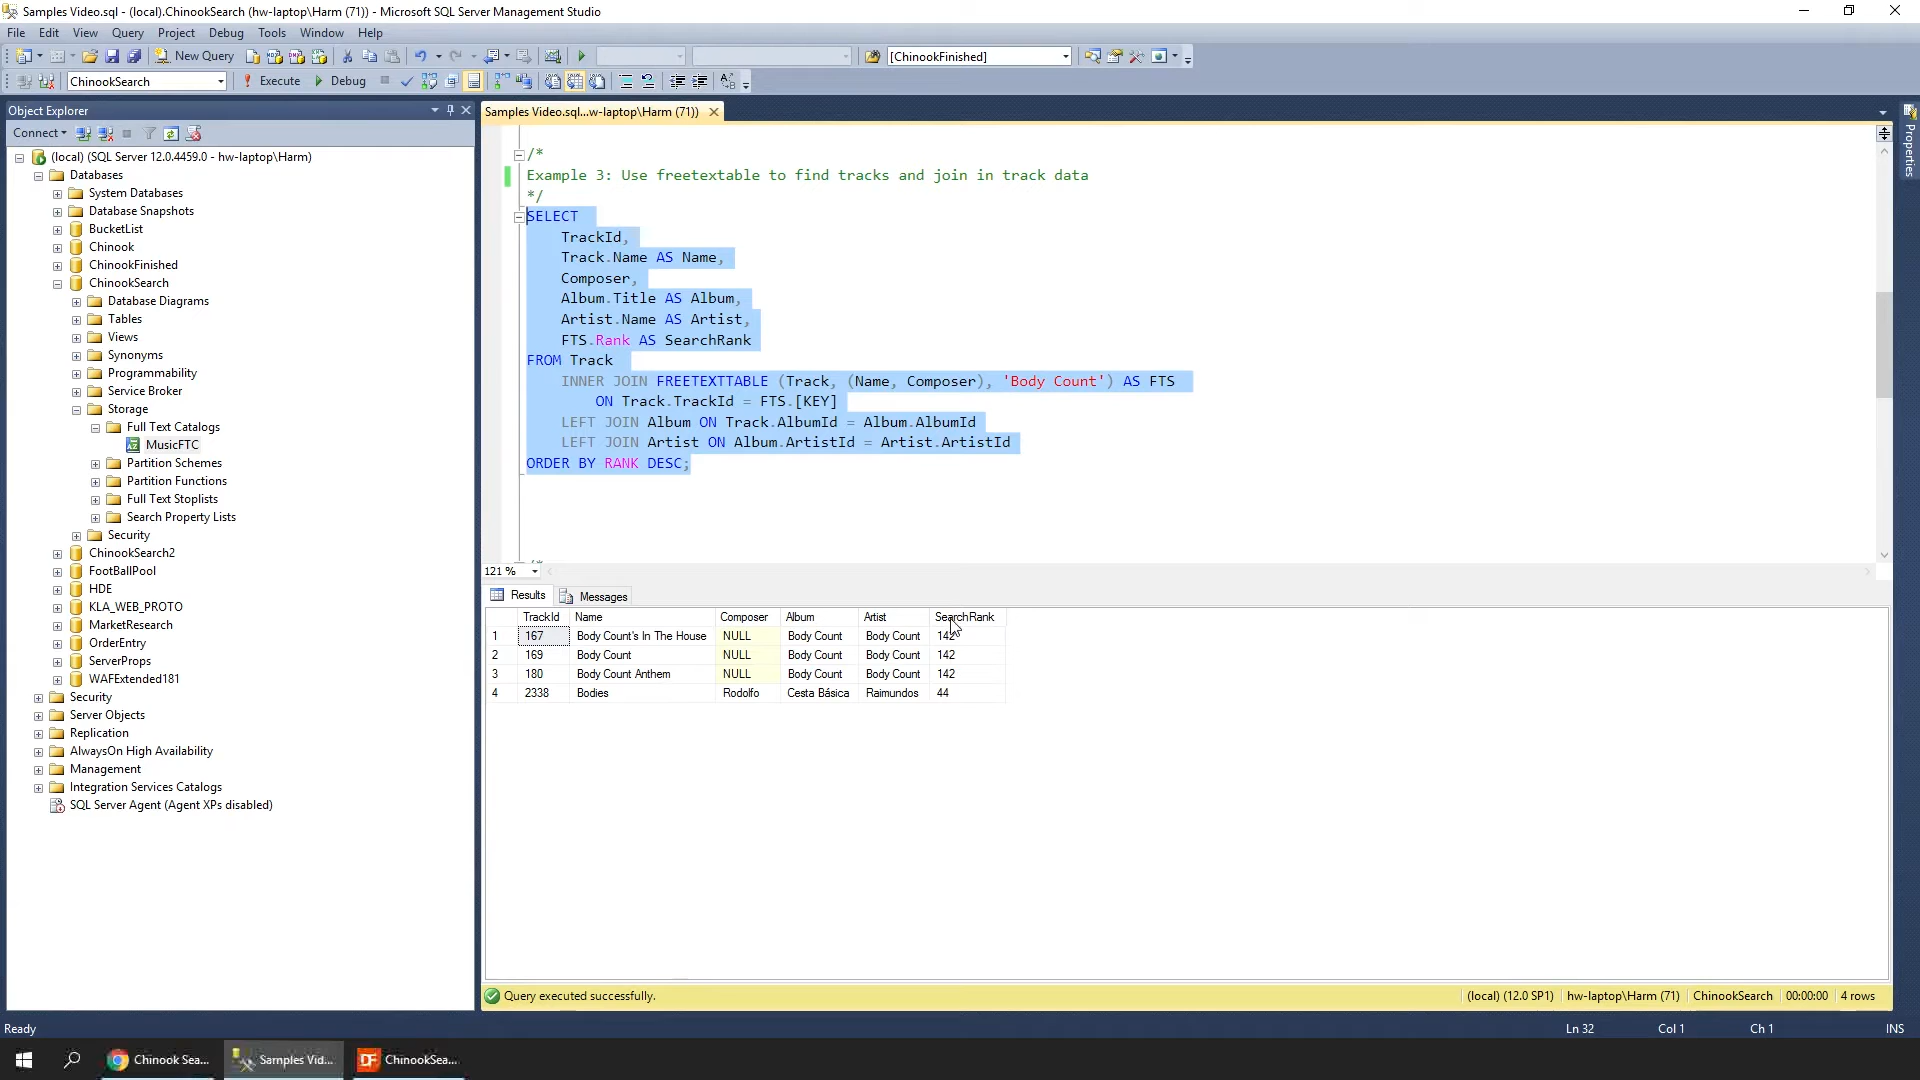 Samples Video.sql - (local).ChinookSearch (hw-laptop\Harm (71)) - Microsoft SQL Server Management Studio
File Edit View Query Project Debug Tools Window Help
New Query [ChinookFinished]
ChinookSearch Execute Debug
Object Explorer
Connect
(local) (SQL Server 12.0.4459.0 - hw-laptop\Harm)
Databases
System Databases
Database Snapshots
BucketList
Chinook
ChinookFinished
ChinookSearch
Database Diagrams
Tables
Views
Synonyms
Programmability
Service Broker
Storage
Full Text Catalogs
MusicFTC
Partition Schemes
Partition Functions
Full Text Stoplists
Search Property Lists
Security
ChinookSearch2
FootBallPool
HDE
KLA_WEB_PROTO
MarketResearch
OrderEntry
ServerProps
WAFExtended181
Security
Server Objects
Replication
AlwaysOn High Availability
Management
Integration Services Catalogs
SQL Server Agent (Agent XPs disabled)
Samples Video.sql...w-laptop\Harm (71))
Properties
/*
Example 3: Use freetextable to find tracks and join in track data
*/
SELECT
TrackId,
Track.Name AS Name,
Composer,
Album.Title AS Album,
Artist.Name AS Artist,
FTS.Rank AS SearchRank
FROM Track
INNER JOIN FREETEXTTABLE (Track, (Name, Composer), 'Body Count') AS FTS
ON Track.TrackId = FTS.[KEY]
LEFT JOIN Album ON Track.AlbumId = Album.AlbumId
LEFT JOIN Artist ON Album.ArtistId = Artist.ArtistId
ORDER BY RANK DESC;
/*
121 %
Results Messages
TrackId Name Composer Album Artist SearchRank
1 167 Body Count's In The House NULL Body Count Body Count 142
2 169 Body Count NULL Body Count Body Count 142
3 180 Body Count Anthem NULL Body Count Body Count 142
4 2338 Bodies Rodolfo Cesta Básica Raimundos 44
Query executed successfully. (local) (12.0 SP1) hw-laptop\Harm (71) ChinookSearch 00:00:00 4 rows
Ready Ln 32 Col 1 Ch 1 INS
Chinook Sea... Samples Vid... ChinookSea...